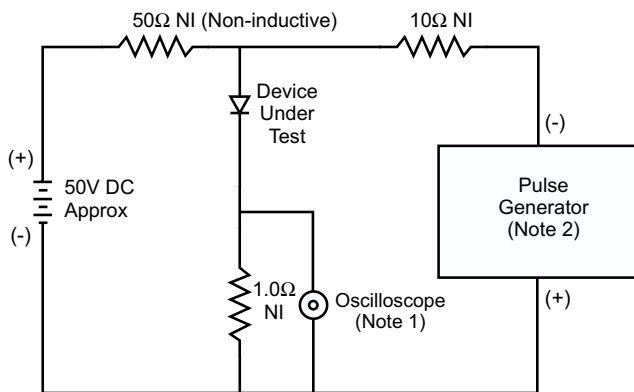 50Ω NI (Non-inductive)
10Ω NI
Device
Under
Test
(-)
(+)
50V DC
Approx
(-)
Pulse
Generator
(Note 2)
1.0Ω
NI
Oscilloscope
(Note 1)
(+)